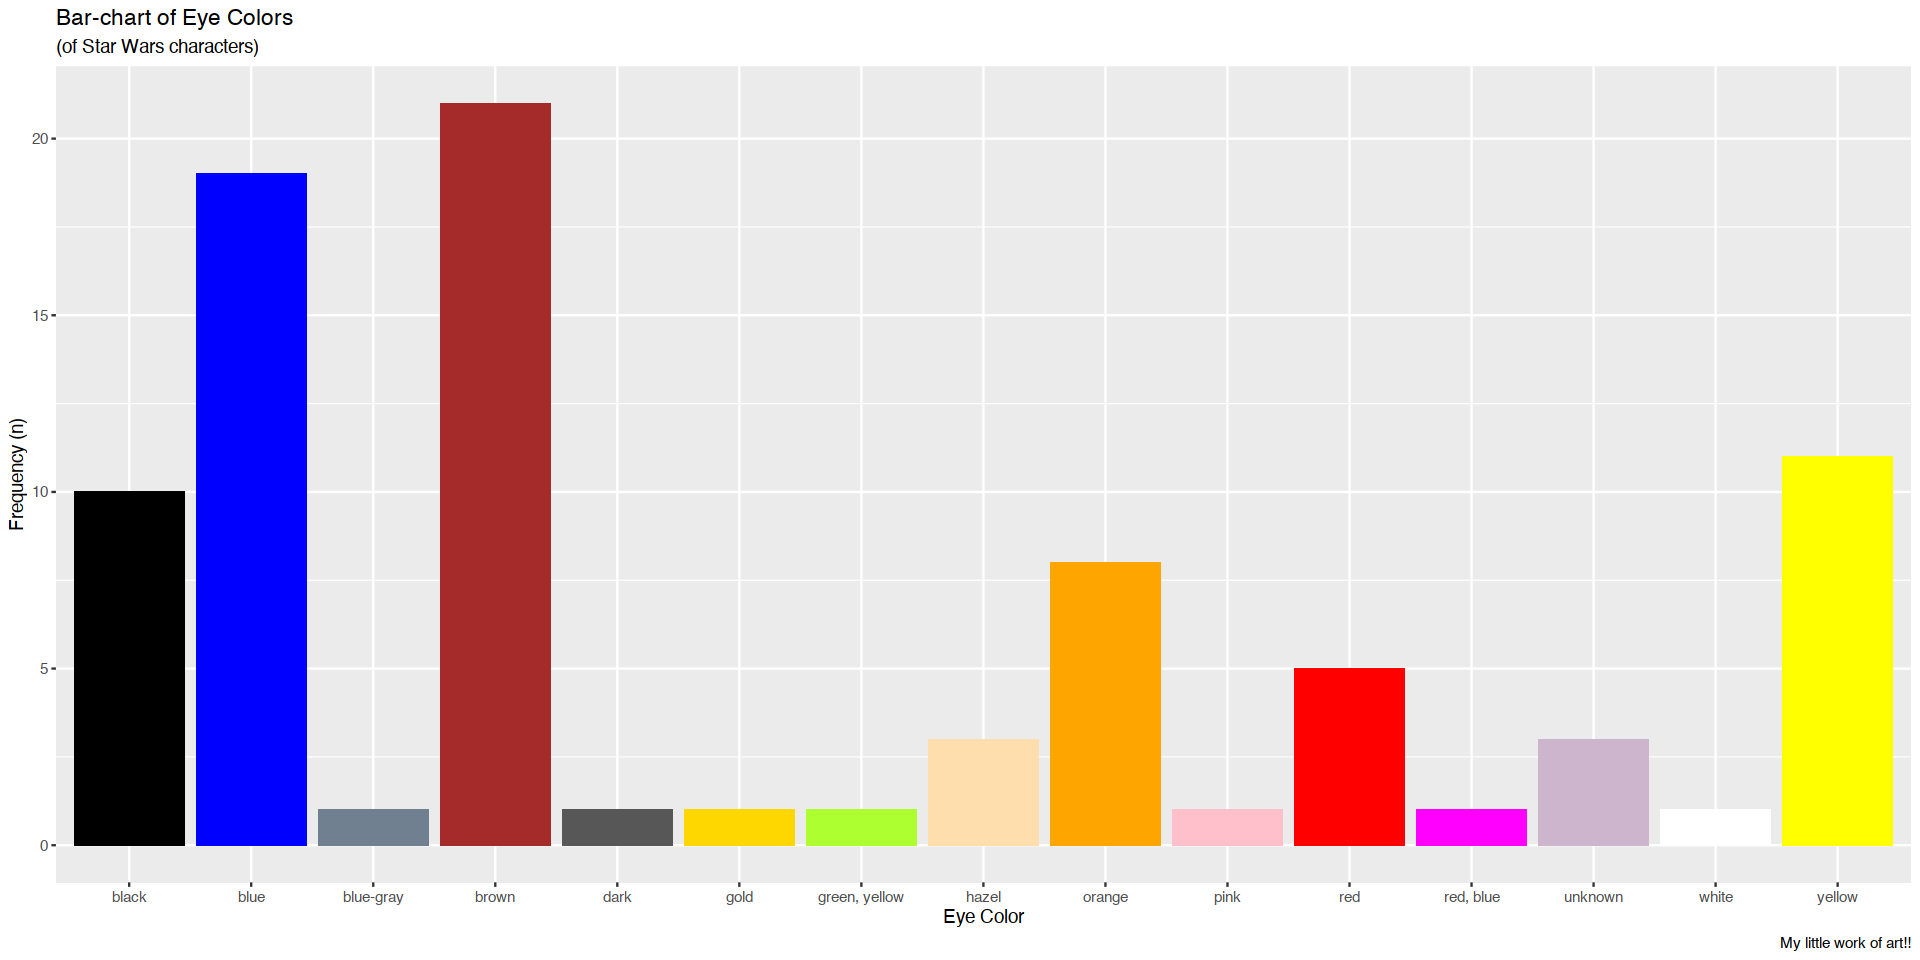 Bar-chart of Eye Colors
(of Star Wars characters)
Frequency (n)
20
15
10
5
0
black blue blue-gray brown dark gold green, yellow hazel orange pink red red, blue unknown white yellow
Eye Color
My little work of art!!